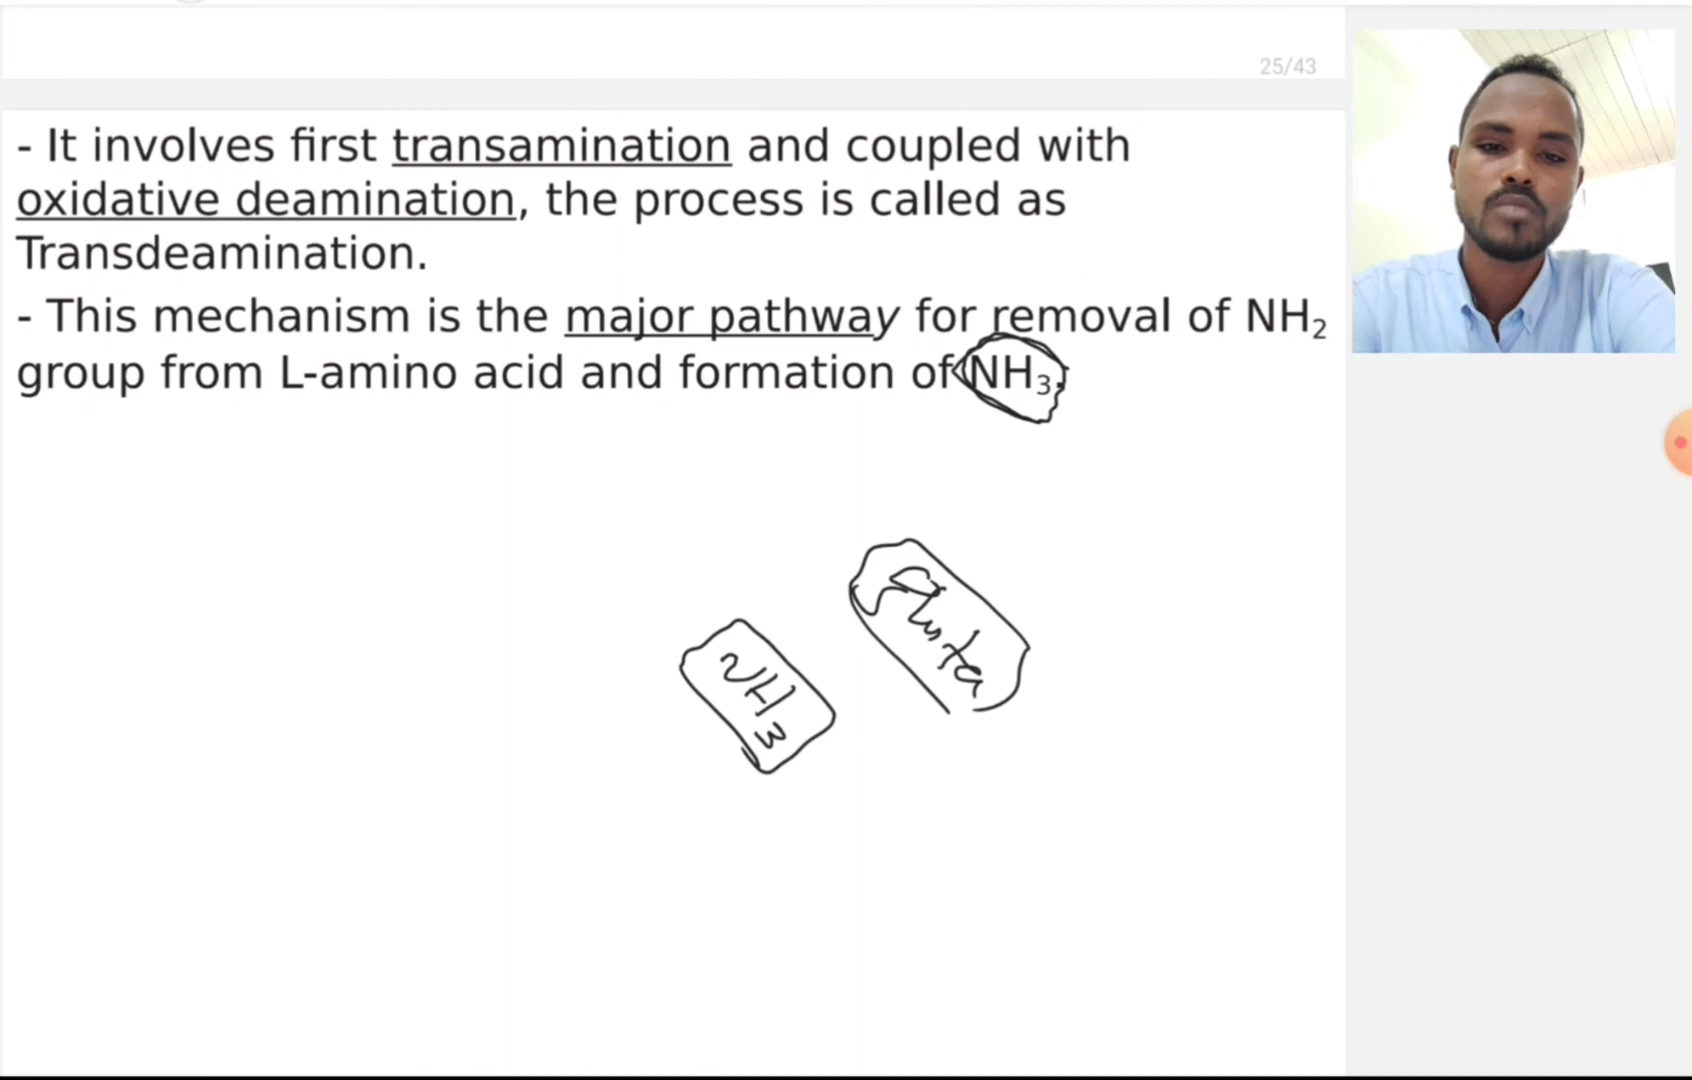 25/43
- It involves first transamination and coupled with
oxidative deamination, the process is called as
Transdeamination.
- This mechanism is the major pathway for removal of NH₂
group from L-amino acid and formation of NH₃.
Gluta
NH₃